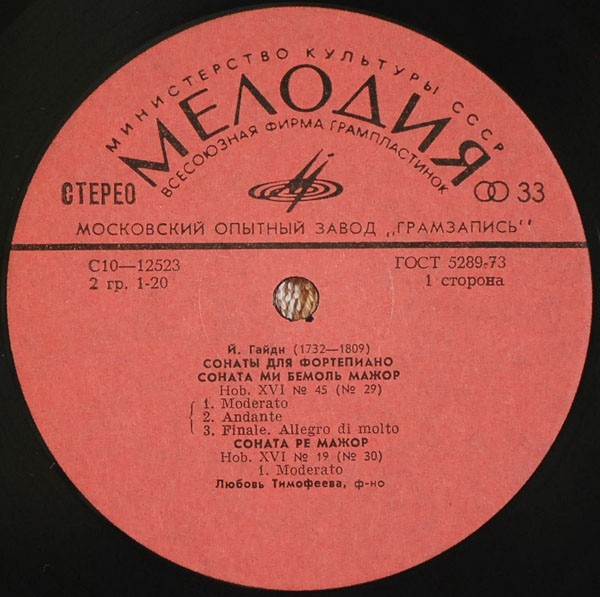 МИНИСТЕРСТВО КУЛЬТУРЫ СССР
МЕЛОДИЯ
ВСЕСОЮЗНАЯ ФИРМА ГРАМПЛАСТИНОК
СТЕРЕО
33
МОСКОВСКИЙ ОПЫТНЫЙ ЗАВОД „ГРАМЗАПИСЬ"
С10—12523
ГОСТ 5289-73
2 гр. 1-20
1 сторона
Й. Гайдн (1732—1809)
СОНАТЫ ДЛЯ ФОРТЕПИАНО
СОНАТА МИ БЕМОЛЬ МАЖОР
Hob. XVI № 45 (№ 29)
1. Moderato
2. Andante
3. Finale. Allegro di molto
СОНАТА РЕ МАЖОР
Hob. XVI № 19 (№ 30)
1. Moderato
Любовь Тимофеева, ф-но